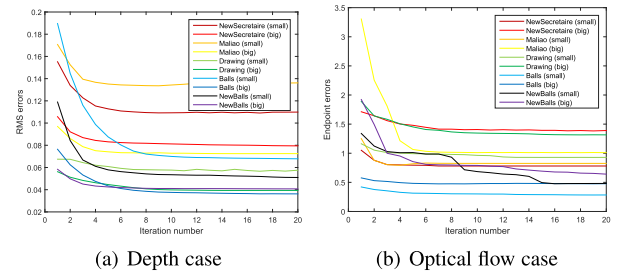 0.2
0.18
0.16
0.14
0.12
0.1
0.08
0.06
0.04
0.02
RMS errors
0 2 4 6 8 10 12 14 16 18 20
Iteration number
NewSecretaire (small)
NewSecretaire (big)
Maliao (small)
Maliao (big)
Drawing (small)
Drawing (big)
Balls (small)
Balls (big)
NewBalls (small)
NewBalls (big)
(a) Depth case
3.5
3
2.5
2
1.5
1
0.5
0
Endpoint errors
0 2 4 6 8 10 12 14 16 18 20
Iteration number
NewSecretaire (small)
NewSecretaire (big)
Maliao (small)
Maliao (big)
Drawing (small)
Drawing (big)
Balls (small)
Balls (big)
NewBalls (small)
NewBalls (big)
(b) Optical flow case